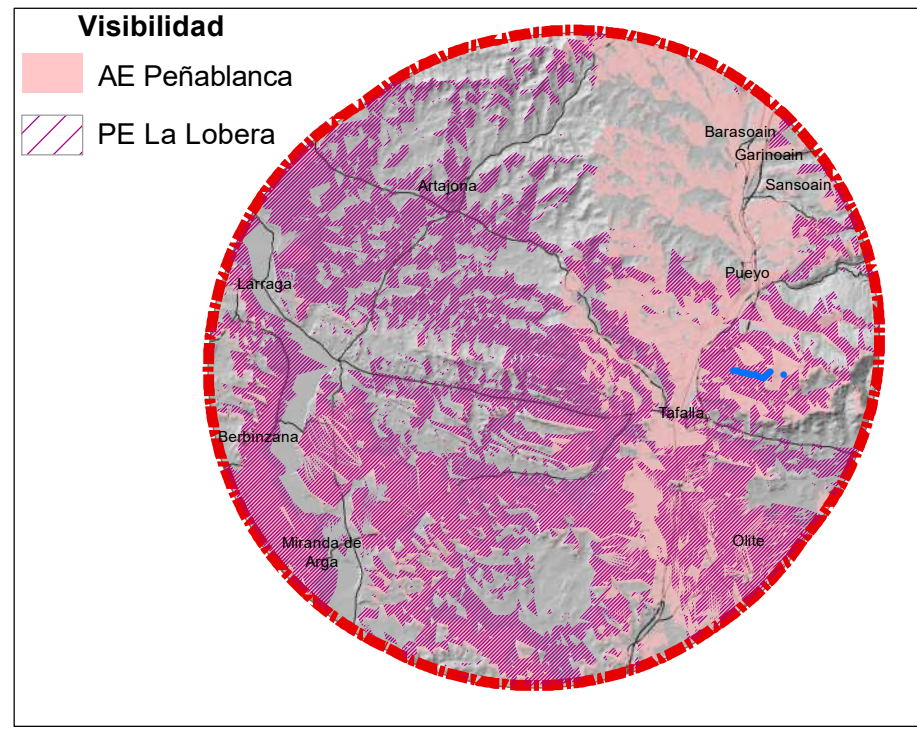 Visibilidad
AE Peñablanca
PE La Lobera
Barasoain
Garinoain
Sansoain
Artajona
Pueyo
Larraga
Tafalla
Berbinzana
Olite
Miranda de
Arga